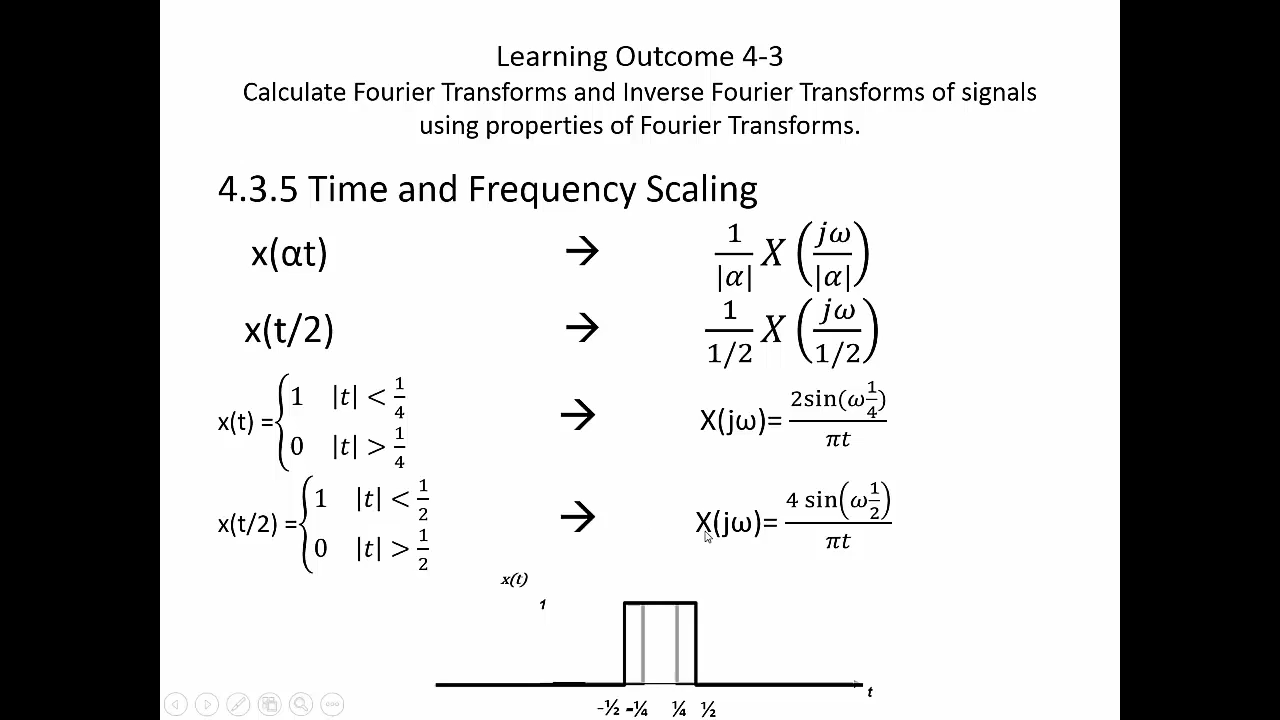 Learning Outcome 4-3
Calculate Fourier Transforms and Inverse Fourier Transforms of signals
using properties of Fourier Transforms.
4.3.5 Time and Frequency Scaling
x(αt) → 1/|α| X (jω/|α|)
x(t/2) → 1/1/2 X (jω/1/2)
x(t) = { 1 |t| < 1/4 0 |t| > 1/4 → X(jω)= 2sin(ω1/4)/πt
x(t/2) = { 1 |t| < 1/2 0 |t| > 1/2 → X(jω)= 4 sin(ω1/2)/πt
x(t)
1
t
-½ -¼ ¼ ½